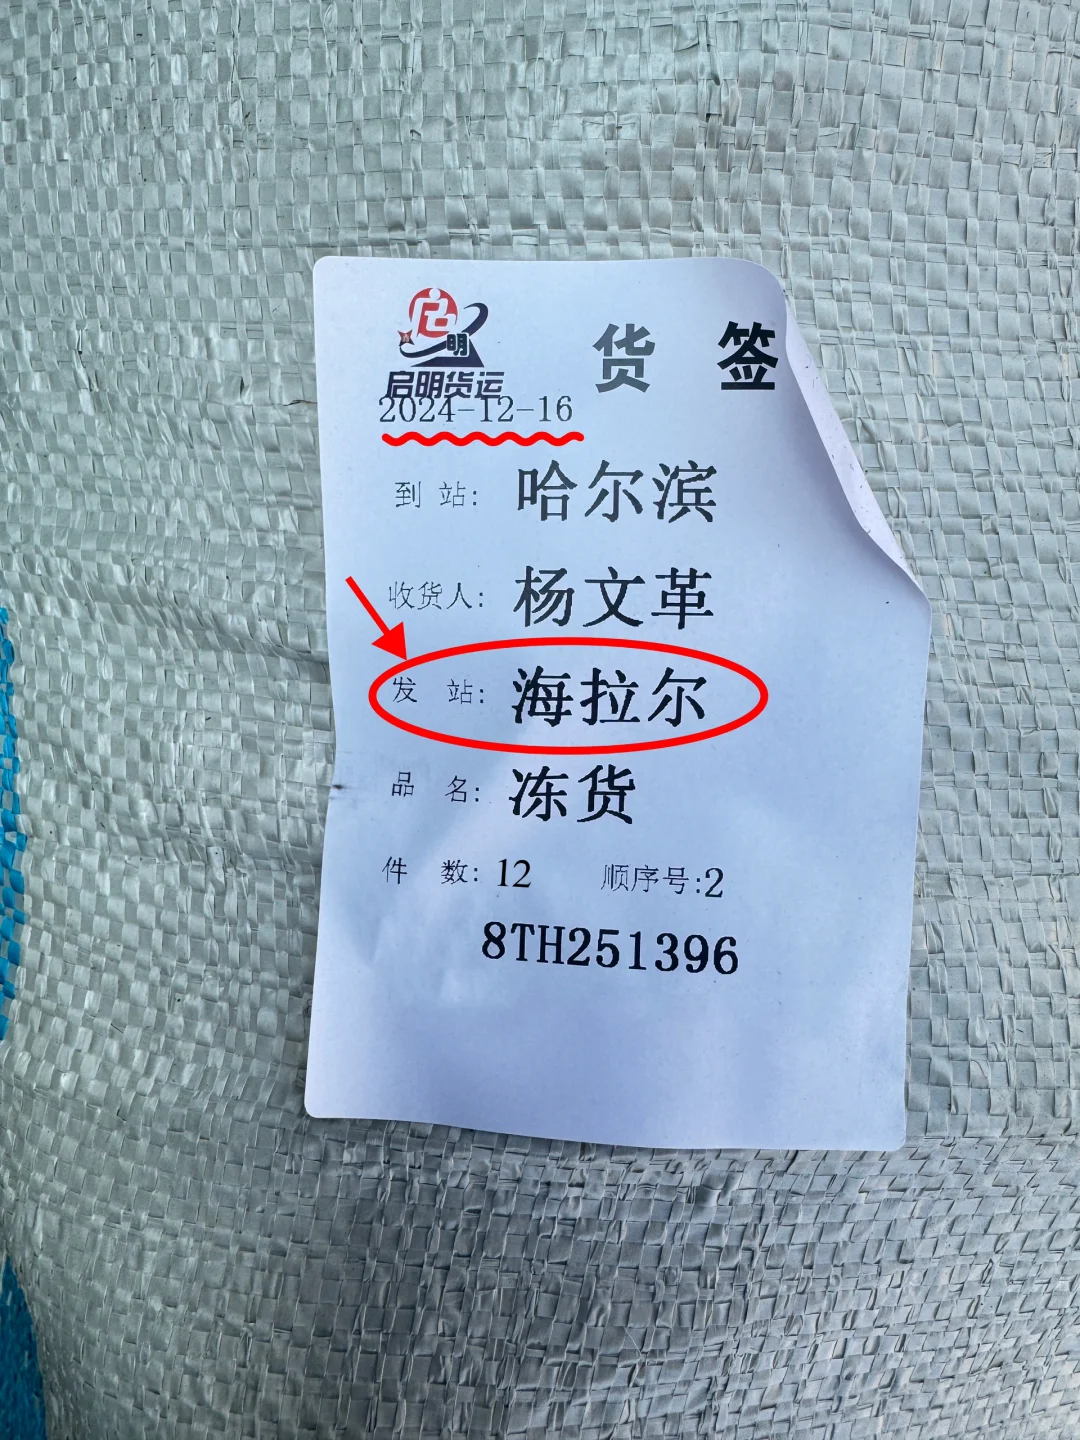 启明
启明货运
货 签
2024-12-16
到 站: 哈尔滨
收货人: 杨文革
发 站: 海拉尔
品 名: 冻货
件 数: 12 顺序号:2
8TH251396